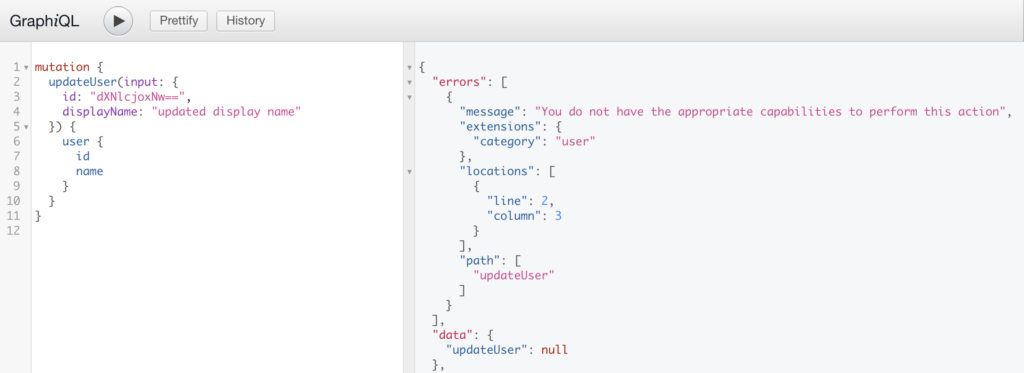 GraphiQL Prettify History
1 mutation {
2 updateUser(input: {
3 id: "dXNlcjoxNw==",
4 displayName: "updated display name"
5 }) {
6 user {
7 id
8 name
9 }
10 }
11 }
12
{
"errors": [
{
"message": "You do not have the appropriate capabilities to perform this action",
"extensions": {
"category": "user"
},
"locations": [
{
"line": 2,
"column": 3
}
],
"path": [
"updateUser"
]
}
],
"data": {
"updateUser": null
},